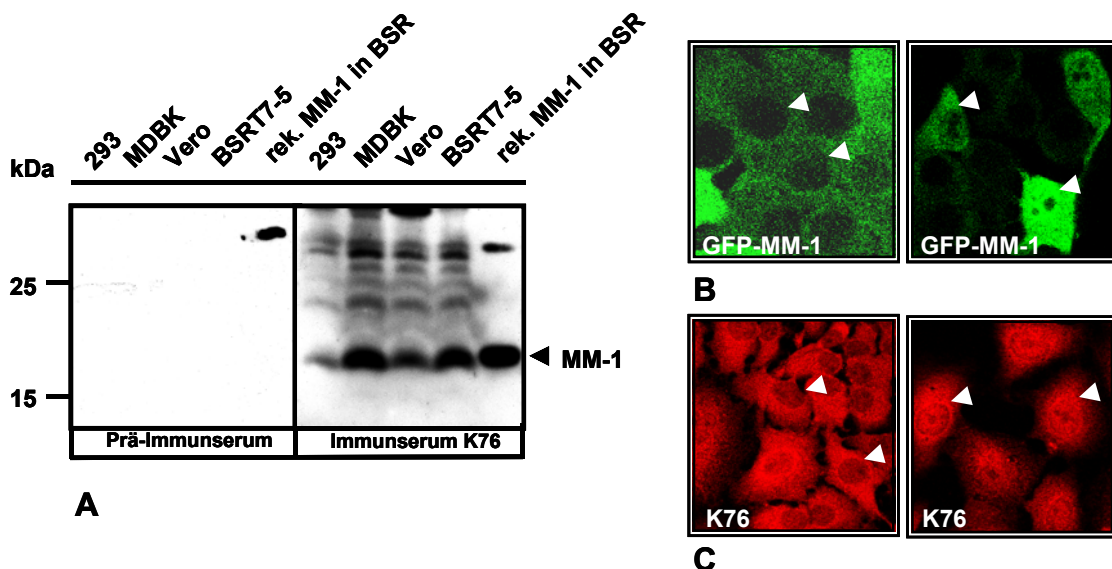 293
MDBK
Vero
BSRT7-5
rek. MM-1 in BSR
293
MDBK
Vero
BSRT7-5
rek. MM-1 in BSR
kDa
25
15
MM-1
Prä-Immunserum
Immunserum K76
A
GFP-MM-1
GFP-MM-1
B
K76
K76
C